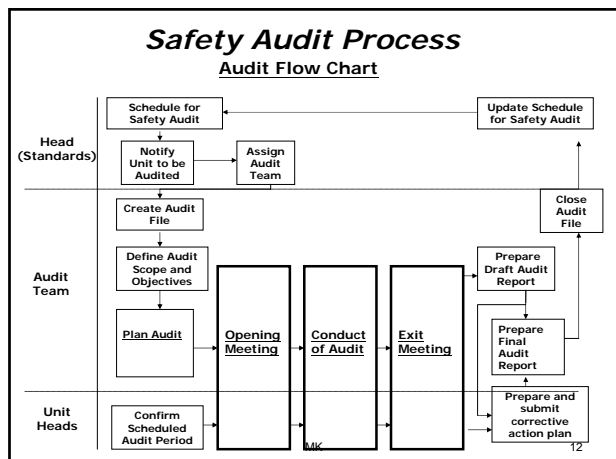 Safety Audit Process
Audit Flow Chart
Head
(Standards)
Schedule for
Safety Audit
Update Schedule
for Safety Audit
Notify
Unit to be
Audited
Assign
Audit
Team
Audit
Team
Create Audit
File
Close
Audit
File
Define Audit
Scope and
Objectives
Plan Audit
Opening
Meeting
Conduct
of Audit
Exit
Meeting
Prepare
Draft Audit
Report
Prepare
Final
Audit
Report
Unit
Heads
Confirm
Scheduled
Audit Period
Prepare and
submit
corrective
action plan
MK
12